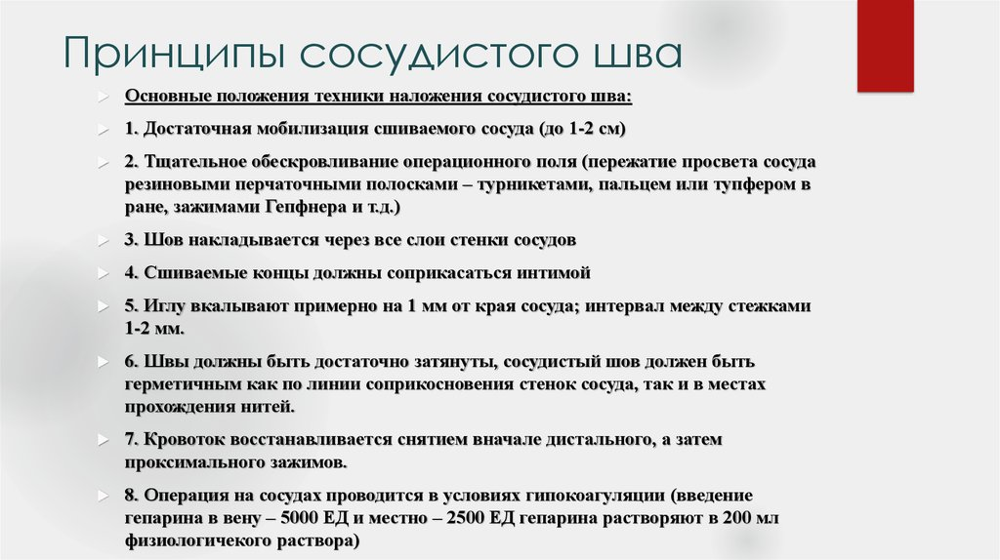 Принципы сосудистого шва
Основные положения техники наложения сосудистого шва:
1. Достаточная мобилизация сшиваемого сосуда (до 1-2 см)
2. Тщательное обескровливание операционного поля (пережатие просвета сосуда
резиновыми перчаточными полосками – турникетами, пальцем или тупфером в
ране, зажимами Гепфнера и т.д.)
3. Шов накладывается через все слои стенки сосудов
4. Сшиваемые концы должны соприкасаться интимой
5. Иглу вкалывают примерно на 1 мм от края сосуда; интервал между стежками
1-2 мм.
6. Швы должны быть достаточно затянуты, сосудистый шов должен быть
герметичным как по линии соприкосновения стенок сосуда, так и в местах
прохождения нитей.
7. Кровоток восстанавливается снятием вначале дистального, а затем
проксимального зажимов.
8. Операция на сосудах проводится в условиях гипокоагуляции (введение
гепарина в вену – 5000 ЕД и местно – 2500 ЕД гепарина растворяют в 200 мл
физиологичекого раствора)